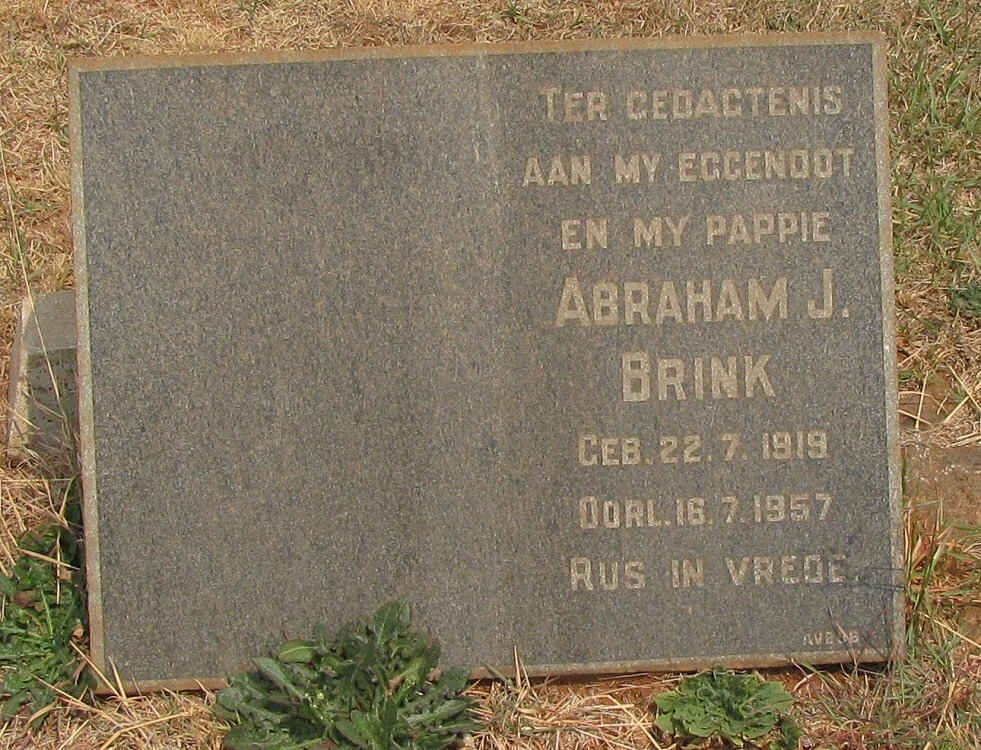 TER GEDAGTENIS
AAN MY EGGENOOT
EN MY PAPPIE
ABRAHAM J.
BRINK
GEB. 22. 7. 1919
OORL. 16. 7. 1957
RUS IN VREDE.